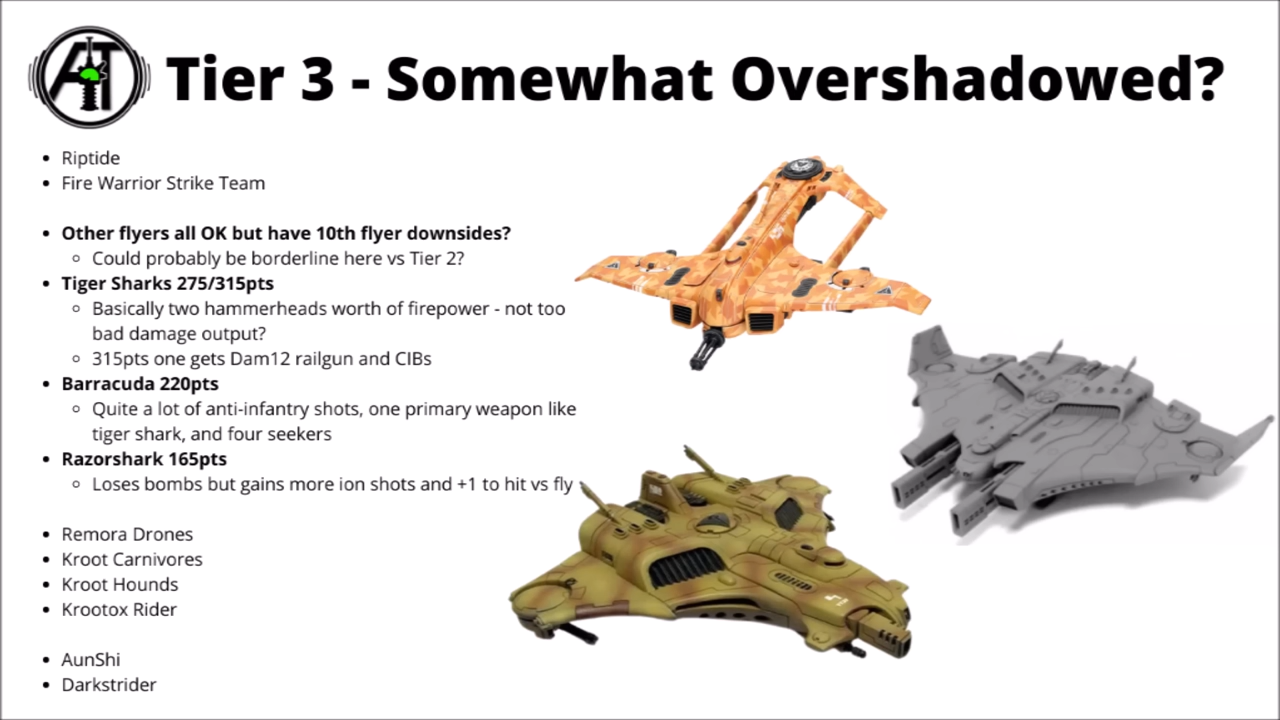 AT
Tier 3 - Somewhat Overshadowed?
• Riptide
• Fire Warrior Strike Team
• Other flyers all OK but have 10th flyer downsides?
○ Could probably be borderline here vs Tier 2?
• Tiger Sharks 275/315pts
○ Basically two hammerheads worth of firepower - not too
bad damage output?
○ 315pts one gets Dam12 railgun and CIBs
• Barracuda 220pts
○ Quite a lot of anti-infantry shots, one primary weapon like
tiger shark, and four seekers
• Razorshark 165pts
○ Loses bombs but gains more ion shots and +1 to hit vs fly
• Remora Drones
• Kroot Carnivores
• Kroot Hounds
• Krootox Rider
• AunShi
• Darkstrider